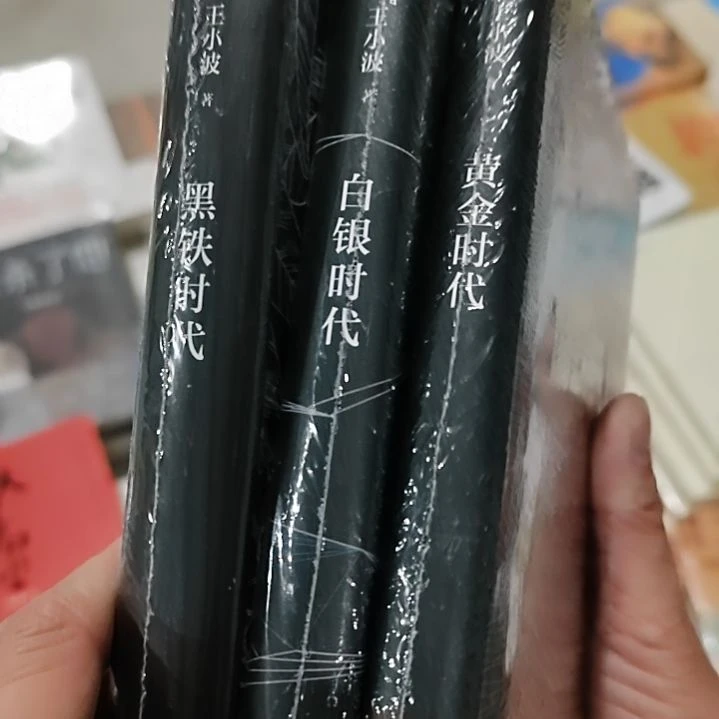 王小波 著
黑铁时代
王小波 著
白银时代
黄金时代